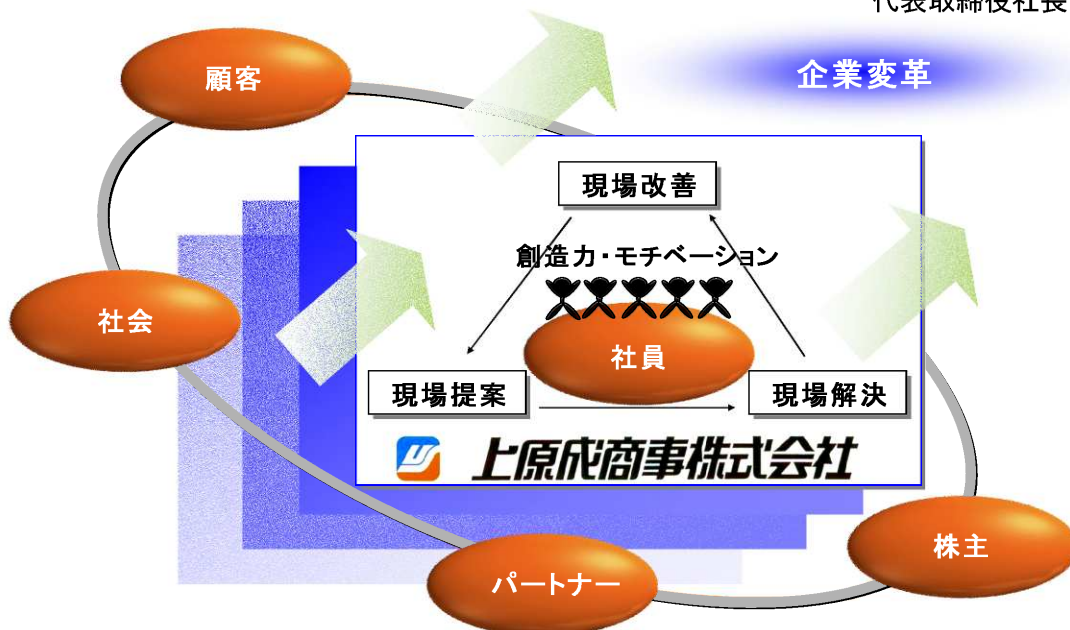 代表取締役社長
企業変革
顧客
現場改善
創造力・モチベーション
社会
社員
現場提案
現場解決
上原成商事株式会社
株主
パートナー